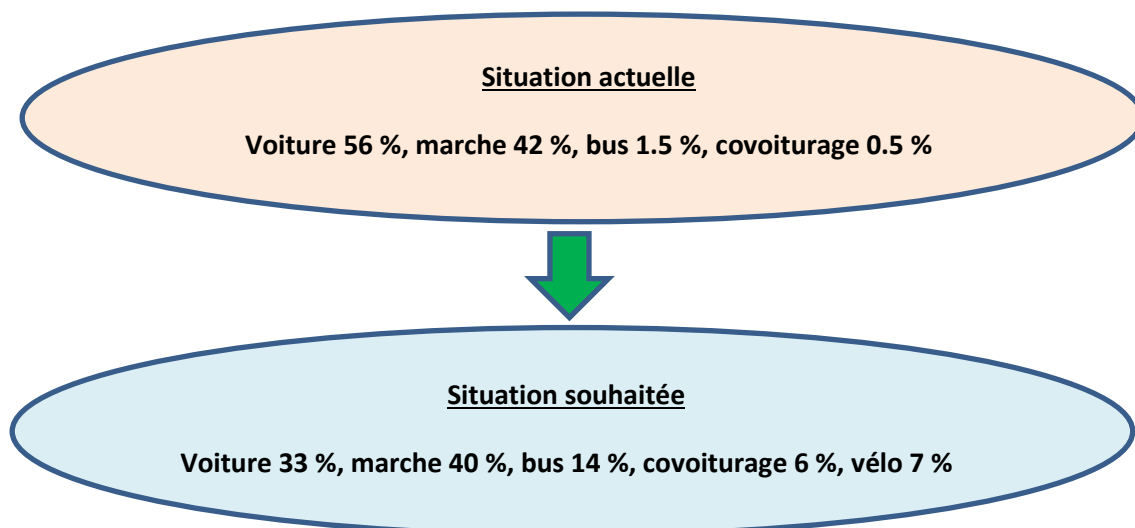 Situation actuelle
Voiture 56 %, marche 42 %, bus 1.5 %, covoiturage 0.5 %
Situation souhaitée
Voiture 33 %, marche 40 %, bus 14 %, covoiturage 6 %, vélo 7 %